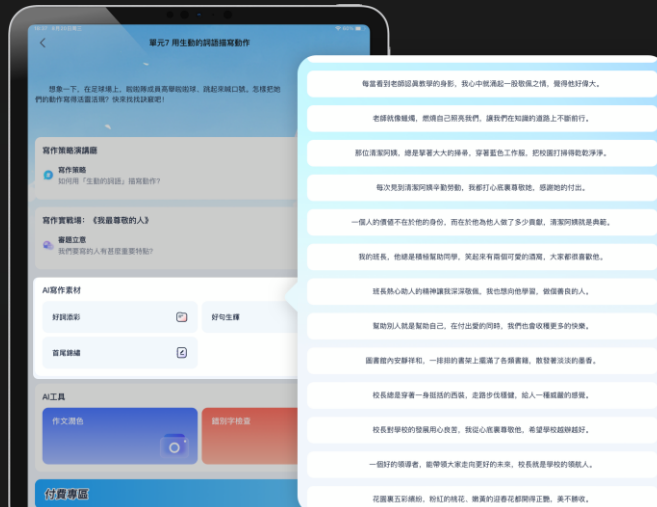 單元7 用生動的詞語描寫動作
想象一下，在足球場上，啦啦隊成員高舉啦啦球，跳起來喊口號。怎樣把她
們的動作寫得活靈活現？快來找找訣竅吧！
寫作策略演講廳
寫作策略
如何用「生動的詞語」描寫動作？
寫作實戰場：《我最尊敬的人》
審題立意
我們要寫的人有甚麼重要特點？
AI寫作素材
好詞添彩
好句生輝
首尾錦繡
AI工具
作文潤色
錯別字檢查
付費專區
每當看到老師認真教學的身影，我心中就湧起一股敬佩之情，覺得他好偉大。
老師就像蠟燭，燃燒自己照亮我們，讓我們在知識的道路上不斷前行。
那位清潔阿姨，總是拿著大大的掃帚，穿著藍色工作服，把校園打掃得乾乾淨淨。
每次見到清潔阿姨辛勤勞動，我都打心底裏尊敬她，感謝她的付出。
一個人的價值不在於他的身份，而在於他為他人做了多少貢獻，清潔阿姨就是典範。
我的班長，他總是積極幫助同學，笑起來有兩個可愛的酒窩，大家都很喜歡他。
班長熱心助人的精神讓我深深敬佩，我也想向他學習，做個善良的人。
幫助別人就是幫助自己，在付出愛的同時，我們也會收穫更多的快樂。
圖書館內安靜祥和，一排排的書架上擺滿了各類書籍，散發著淡淡的墨香。
校長總是穿著一身挺括的西裝，走路步伐穩健，給人一種威嚴的感覺。
校長對學校的發展用心良苦，我從心底裏尊敬他，希望學校越辦越好。
一個好的領導者，能帶領大家走向更好的未來，校長就是學校的領航人。
花園裏五彩繽紛，粉紅的桃花、嫩黃的迎春花都開得正艷，美不勝收。